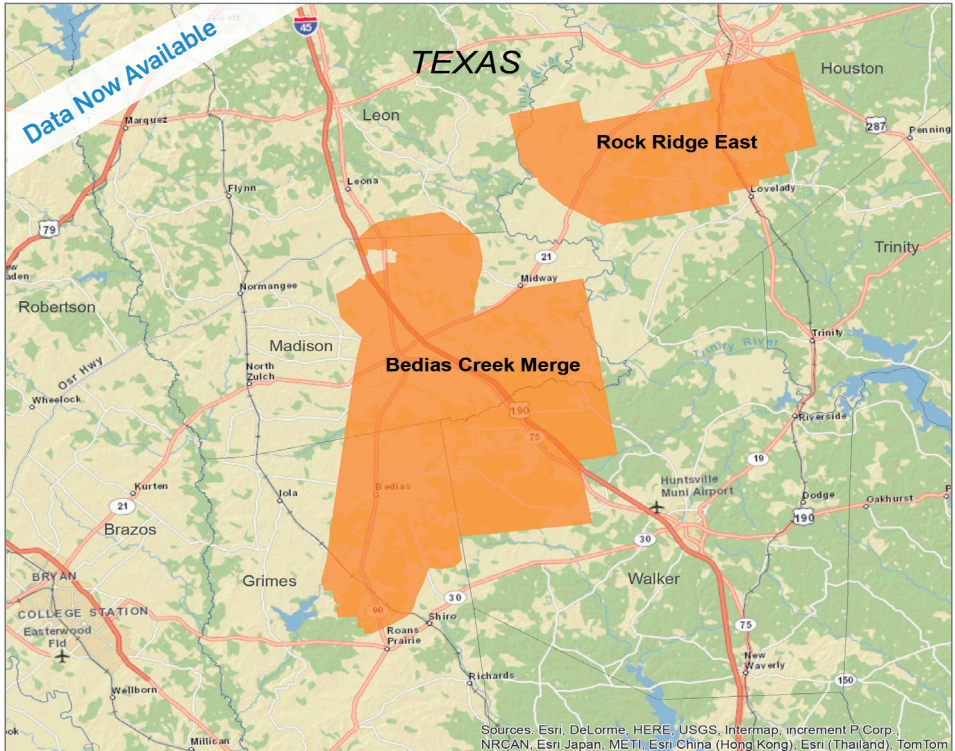 Data Now Available
45
TEXAS
Trinity River
Houston
Leon
287
Marquez
Penning
Rock Ridge East
Leona
Flynn
Lovelady
79
Trinity
21
Midway
Normangee
Robertson
Madison
Trinity
Trinity River
Bedias Creek Merge
North
Zulch
Osr Hwy
Wheelock
190
Riverside
75
19
Huntsville
Muni Airport
Kurten
Iola
Bedias
Dodge
Oakhurst
21
190
Brazos
30
BRYAN
Grimes
Walker
COLLEGE STATION
30
90
Shiro
75
Easterwood
Fld
Roans
Prairie
New
Waverly
Richards
150
Wellborn
Millican
Sources: Esri, DeLorme, HERE, USGS, Intermap, increment P Corp.,
NRCAN, Esri Japan, METI, Esri China (Hong Kong), Esri (Thailand), TomTom